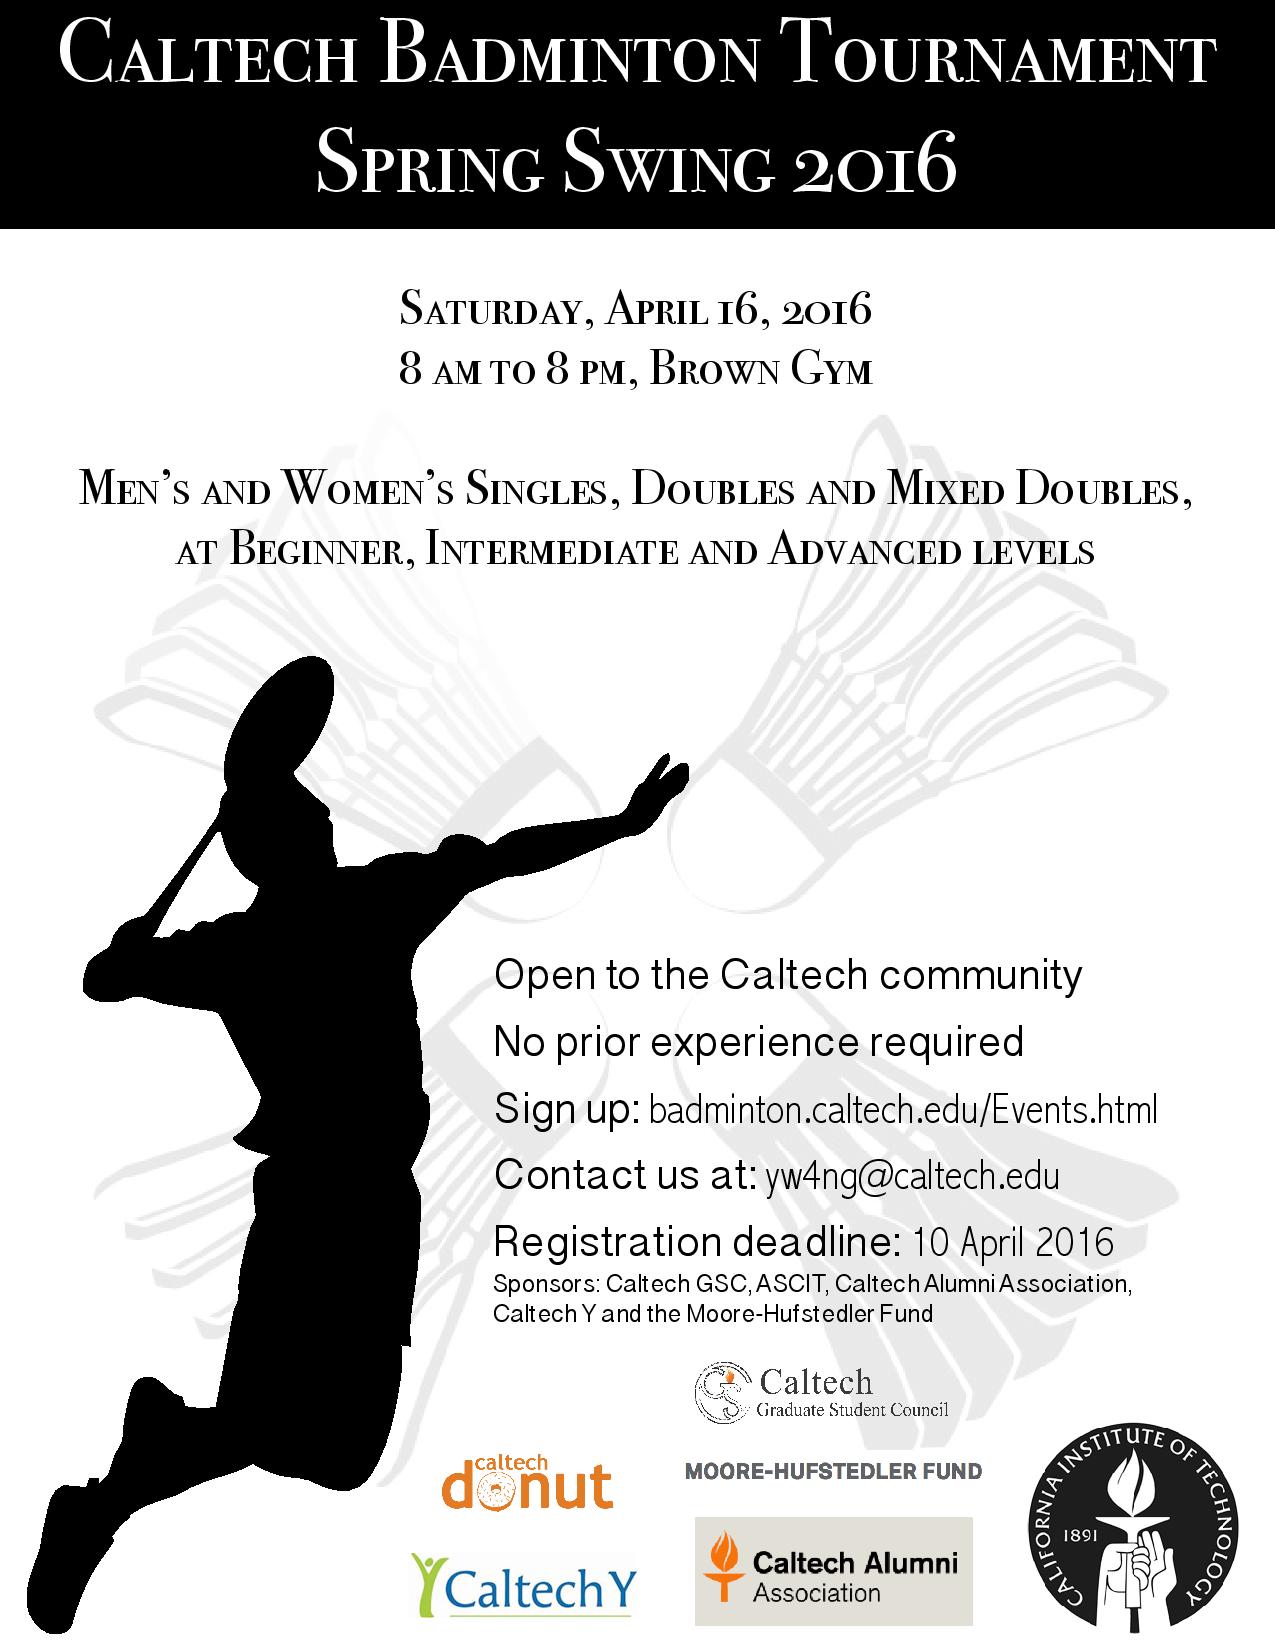 Caltech Badminton Tournament
Spring Swing 2016
Saturday, April 16, 2016
8 am to 8 pm, Brown Gym
Men's and Women's Singles, Doubles and Mixed Doubles,
at Beginner, Intermediate and Advanced levels
Open to the Caltech community
No prior experience required
Sign up: badminton.caltech.edu/Events.html
Contact us at: yw4ng@caltech.edu
Registration deadline: 10 April 2016
Sponsors: Caltech GSC, ASCIT, Caltech Alumni Association,
Caltech Y and the Moore-Hufstedler Fund
Caltech
Graduate Student Council
caltech
donut
MOORE-HUFSTEDLER FUND
Caltech Y
Caltech Alumni
Association
CALIFORNIA INSTITUTE OF TECHNOLOGY
1891